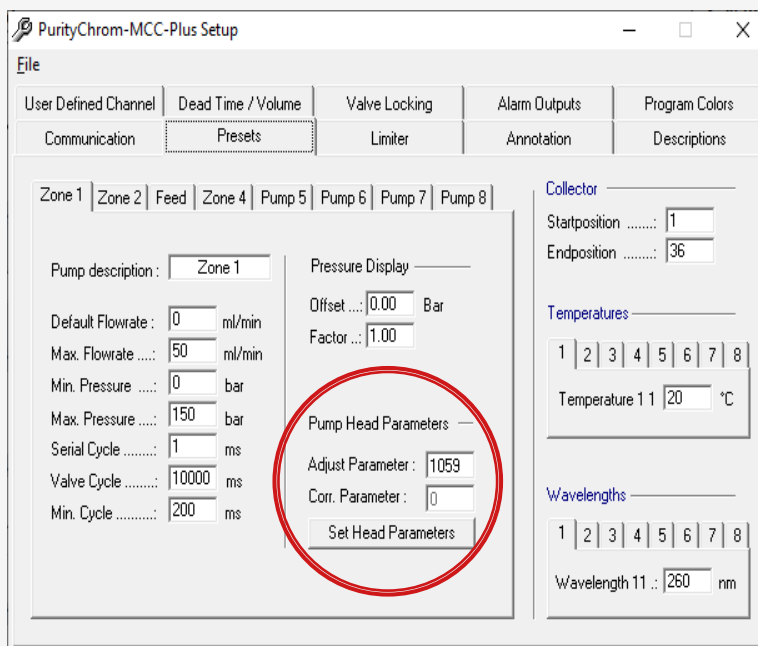 PurityChrom-MCC-Plus Setup
File
User Defined Channel Dead Time / Volume Valve Locking Alarm Outputs Program Colors
Communication Presets Limiter Annotation Descriptions
Zone 1 Zone 2 Feed Zone 4 Pump 5 Pump 6 Pump 7 Pump 8
Pump description : Zone 1
Default Flowrate : 0 ml/min
Max. Flowrate ....: 50 ml/min
Min. Pressure ....: 0 bar
Max. Pressure ....: 150 bar
Serial Cycle ........: 1 ms
Valve Cycle ........: 10000 ms
Min. Cycle ..........: 200 ms
Pressure Display
Offset ...: 0.00 Bar
Factor ..: 1.00
Pump Head Parameters
Adjust Parameter : 1059
Corr. Parameter : 0
Set Head Parameters
Collector
Startposition ......: 1
Endposition .......: 36
Temperatures
1 2 3 4 5 6 7 8
Temperature 1 1 20 °C
Wavelengths
1 2 3 4 5 6 7 8
Wavelength 11 .: 260 nm